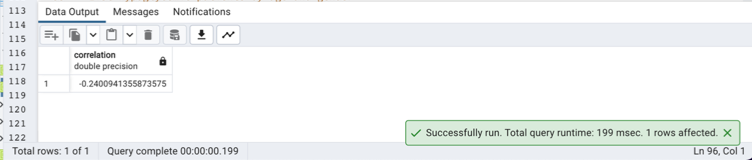 113
Data Output Messages Notifications
114
115
116
correlation
double precision
117
118
1 -0.2400941355873575
119
120
121
Successfully run. Total query runtime: 199 msec. 1 rows affected.
122
Total rows: 1 of 1 Query complete 00:00:00.199 Ln 96, Col 1